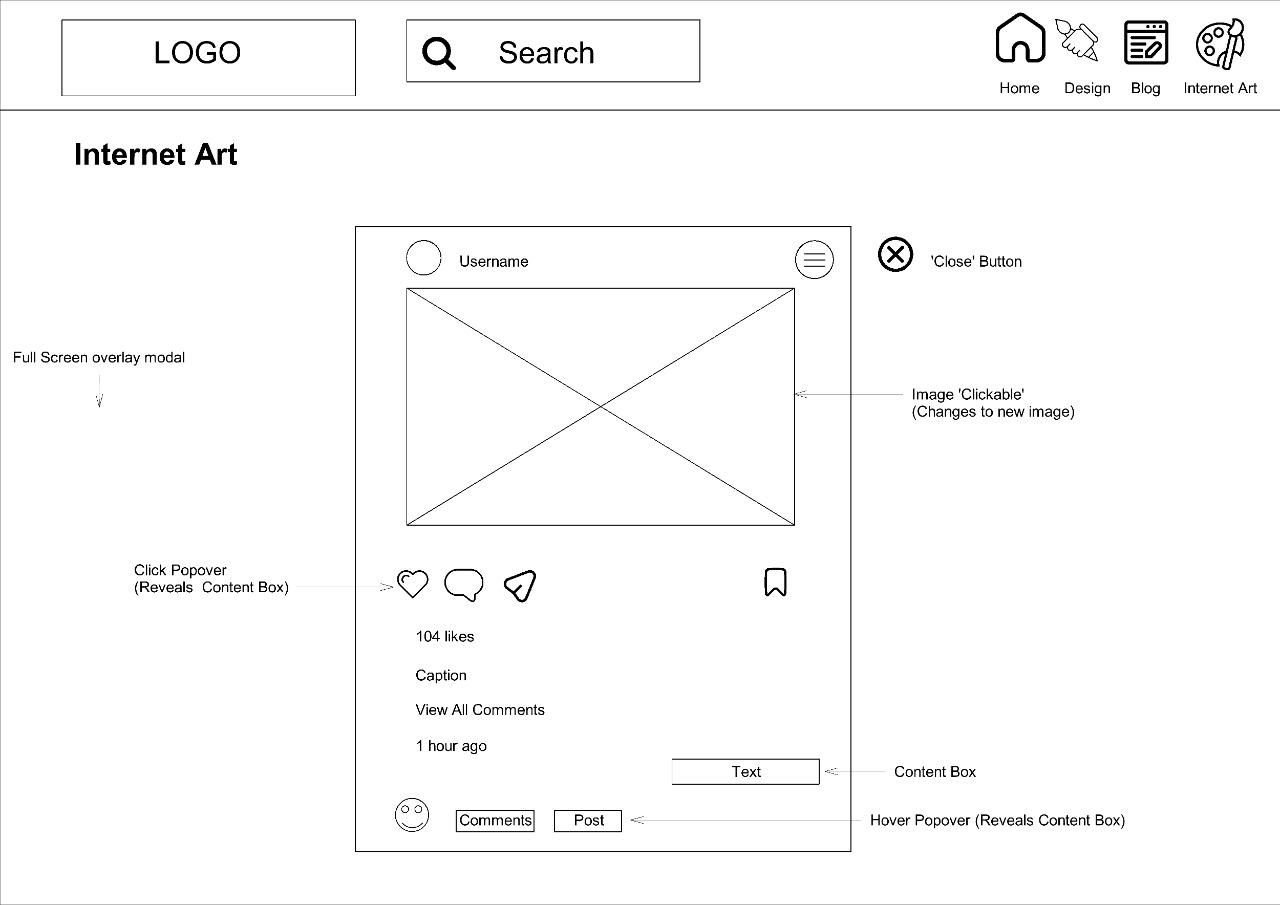 LOGO
Search
Home
Design
Blog
Internet Art
Internet Art
Username
'Close' Button
Full Screen overlay modal
Image 'Clickable'
(Changes to new image)
Click Popover
(Reveals  Content Box)
104 likes
Caption
View All Comments
1 hour ago
Text
Content Box
Comments
Post
Hover Popover (Reveals Content Box)